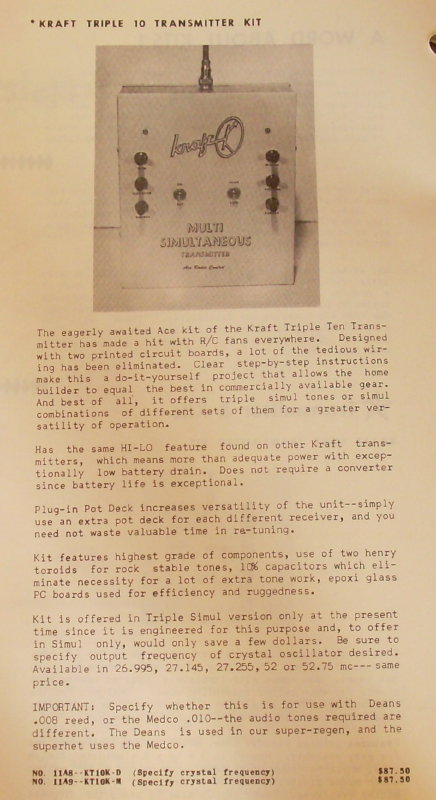 *KRAFT TRIPLE 10 TRANSMITTER KIT
kraft K
MULTI
SIMULTANEOUS
TRANSMITTER
Ace Radio Control
The eagerly awaited Ace kit of the Kraft Triple Ten Trans-
mitter has made a hit with R/C fans everywhere. Designed
with two printed circuit boards, a lot of the tedious wir-
ing has been eliminated. Clear step-by-step instructions
make this a do-it-yourself project that allows the home
builder to equal the best in commercially available gear.
And best of all, it offers triple simul tones or simul
combinations of different sets of them for a greater ver-
satility of operation.
Has the same HI-LO feature found on other Kraft trans-
mitters, which means more than adequate power with excep-
tionally low battery drain. Does not require a converter
since battery life is exceptional.
Plug-in Pot Deck increases versatility of the unit--simply
use an extra pot deck for each different receiver, and you
need not waste valuable time in re-tuning.
Kit features highest grade of components, use of two henry
toroids for rock stable tones, 10% capacitors which eli-
minate necessity for a lot of extra tone work, epoxi glass
PC boards used for efficiency and ruggedness.
Kit is offered in Triple Simul version only at the present
time since it is engineered for this purpose and, to offer
in Simul only, would only save a few dollars. Be sure to
specify output frequency of crystal oscillator desired.
Available in 26.995, 27.145, 27.255, 52 or 52.75 mc---same
price.
IMPORTANT: Specify whether this is for use with Deans
.008 reed, or the Medco .010--the audio tones required are
different. The Deans is used in our super-regen, and the
superhet uses the Medco.
NO. 11A8--KT10K-D (Specify crystal frequency) $87.50
NO. 11A9--KT10K-M (Specify crystal frequency) $87.50